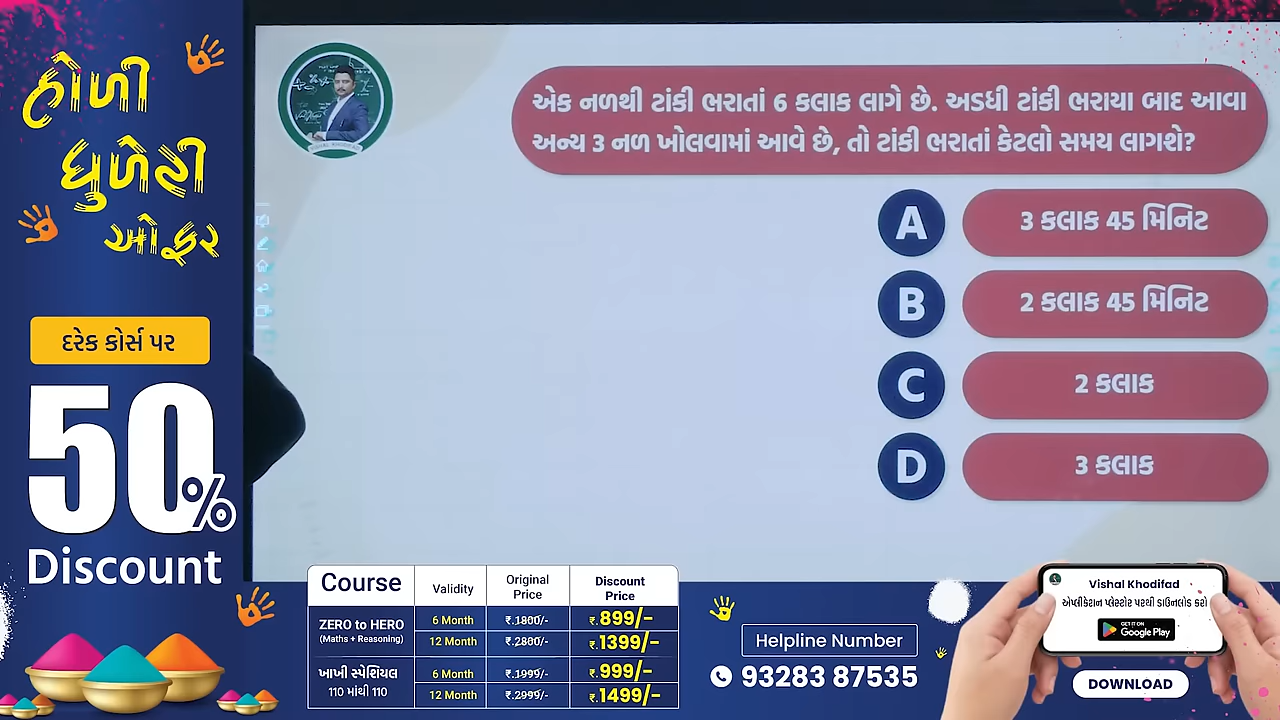 હોળી
ધુળેટી
ઓફર
દરેક કોર્સ પર
50%
Discount
એક નળથી ટાંકી ભરાતાં 6 કલાક લાગે છે. અડધી ટાંકી ભરાયા બાદ આવા
અન્ય 3 નળ ખોલવામાં આવે છે, તો ટાંકી ભરાતાં કેટલો સમય લાગશે?
A 3 કલાક 45 મિનિટ
B 2 કલાક 45 મિનિટ
C 2 કલાક
D 3 કલાક
Course Validity Original Price Discount Price
ZERO to HERO
(Maths + Reasoning)
6 Month ₹.1800/- ₹.899/-
12 Month ₹.2800/- ₹.1399/-
ખાખી સ્પેશિયલ
110 માંથી 110
6 Month ₹.1999/- ₹.999/-
12 Month ₹.2999/- ₹.1499/-
Helpline Number
93283 87535
Vishal Khodifad
એપ્લીકેશન પ્લેસ્ટોર પરથી ડાઉનલોડ કરો
GET IT ON
Google Play
DOWNLOAD